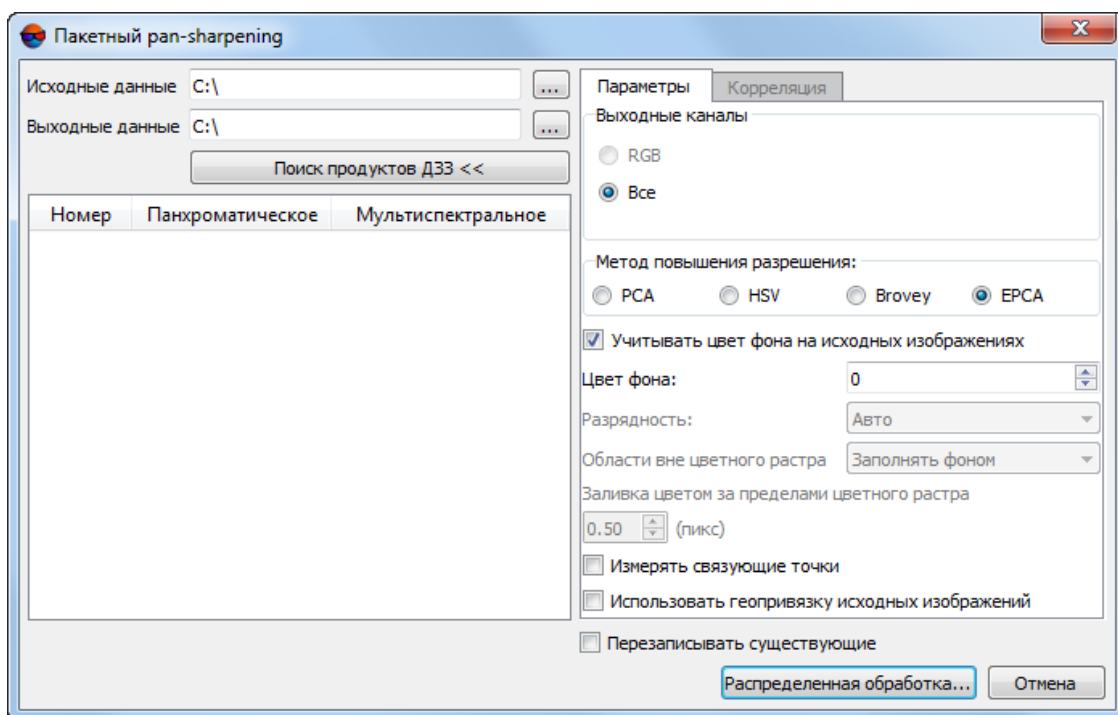 Пакетный pan-sharpening
Исходные данные C:\ ...
Выходные данные C:\ ...
Поиск продуктов ДЗЗ <<
Номер Панхроматическое Мультиспектральное
Параметры Корреляция
Выходные каналы
RGB
Все
Метод повышения разрешения:
PCA HSV Brovey EPCA
Учитывать цвет фона на исходных изображениях
Цвет фона: 0
Разрядность: Авто
Области вне цветного растра Заполнять фоном
Заливка цветом за пределами цветного растра
0.50 (пикс)
Измерять связующие точки
Использовать геопривязку исходных изображений
Перезаписывать существующие
Распределенная обработка... Отмена